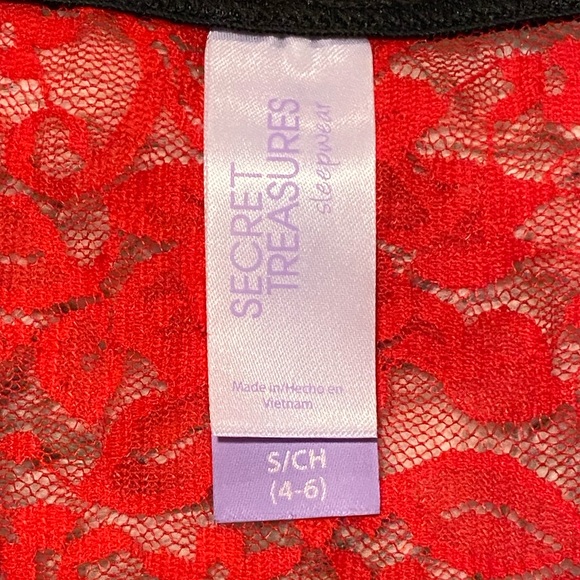 SECRET
TREASURES
sleepwear
Made in/Hecho en
Vietnam
S/CH
(4-6)